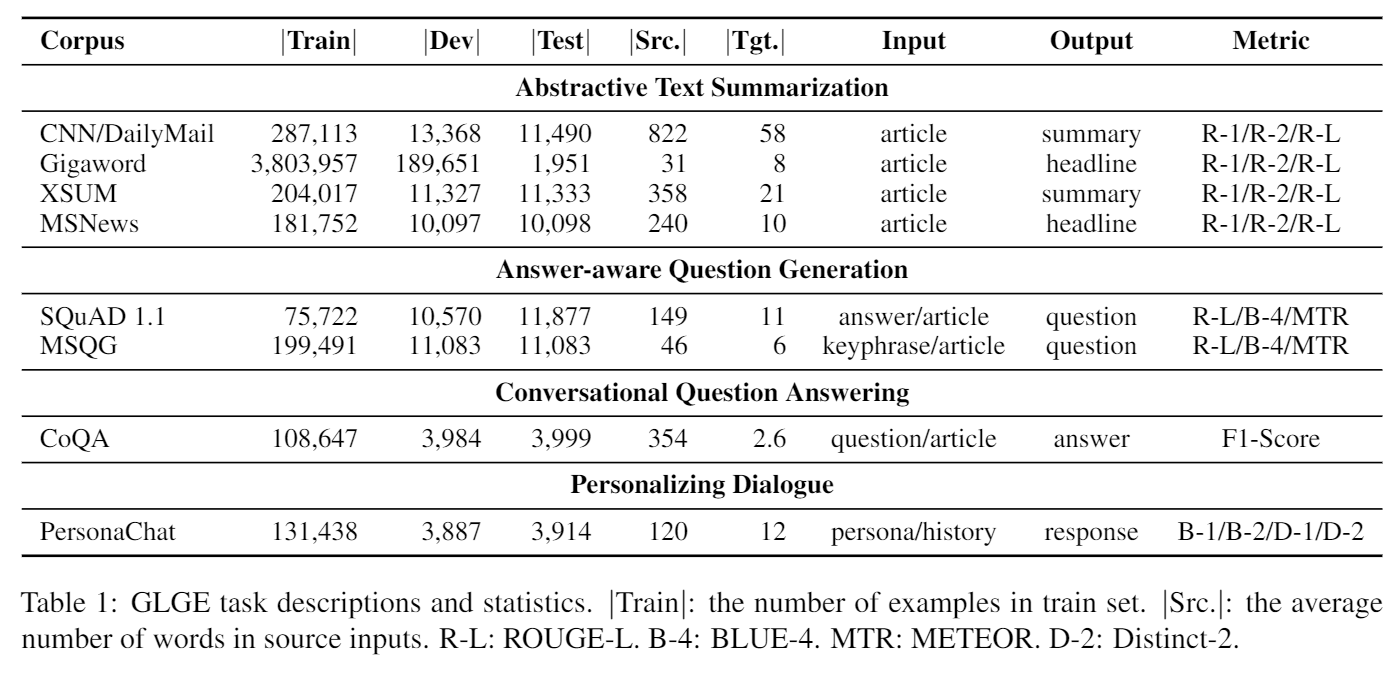 Corpus |Train| |Dev| |Test| |Src.| |Tgt.| Input Output Metric
Abstractive Text Summarization
CNN/DailyMail 287,113 13,368 11,490 822 58 article summary R-1/R-2/R-L
Gigaword 3,803,957 189,651 1,951 31 8 article headline R-1/R-2/R-L
XSUM 204,017 11,327 11,333 358 21 article summary R-1/R-2/R-L
MSNews 181,752 10,097 10,098 240 10 article headline R-1/R-2/R-L
Answer-aware Question Generation
SQuAD 1.1 75,722 10,570 11,877 149 11 answer/article question R-L/B-4/MTR
MSQG 199,491 11,083 11,083 46 6 keyphrase/article question R-L/B-4/MTR
Conversational Question Answering
CoQA 108,647 3,984 3,999 354 2.6 question/article answer F1-Score
Personalizing Dialogue
PersonaChat 131,438 3,887 3,914 120 12 persona/history response B-1/B-2/D-1/D-2
Table 1: GLGE task descriptions and statistics. |Train|: the number of examples in train set. |Src.|: the average
number of words in source inputs. R-L: ROUGE-L. B-4: BLUE-4. MTR: METEOR. D-2: Distinct-2.